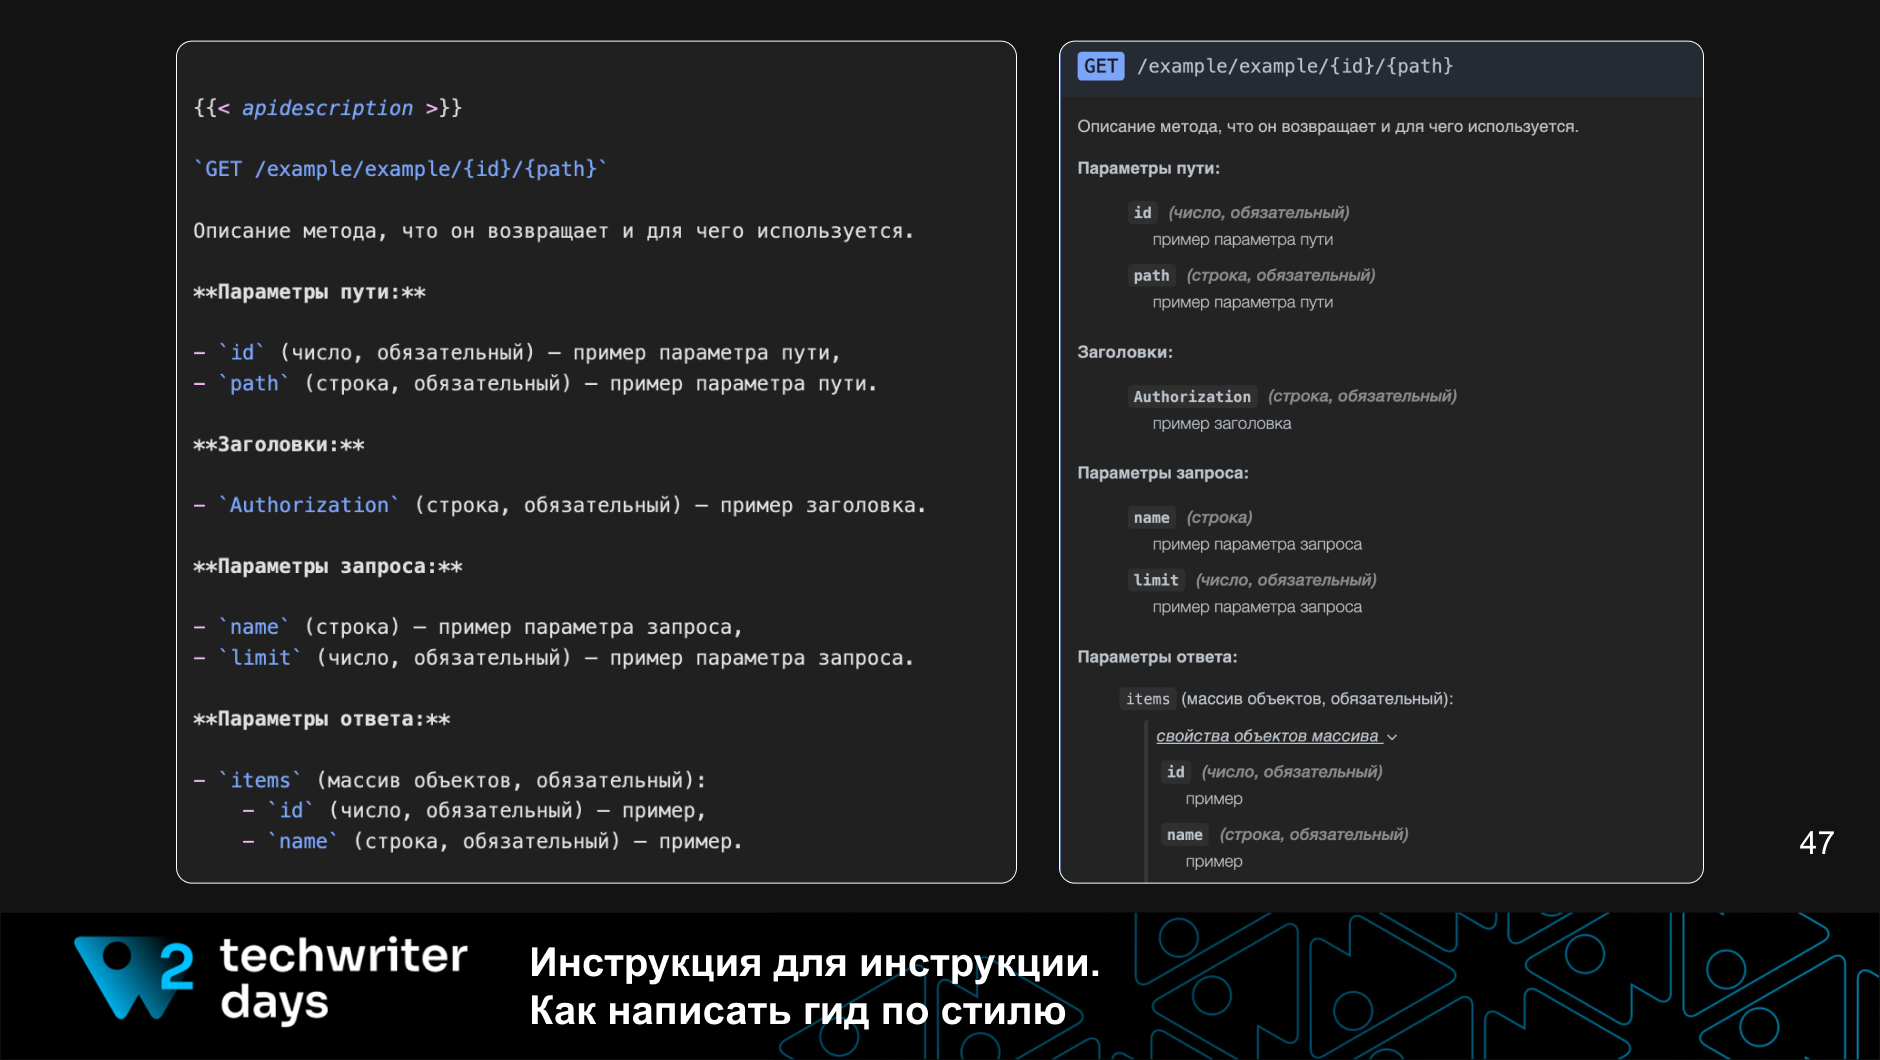 {{< apidescription >}}
`GET /example/example/{id}/{path}`
Описание метода, что он возвращает и для чего используется.
**Параметры пути:**
– `id` (число, обязательный) — пример параметра пути,
– `path` (строка, обязательный) — пример параметра пути.
**Заголовки:**
– `Authorization` (строка, обязательный) — пример заголовка.
**Параметры запроса:**
– `name` (строка) — пример параметра запроса,
– `limit` (число, обязательный) — пример параметра запроса.
**Параметры ответа:**
– `items` (массив объектов, обязательный):
– `id` (число, обязательный) — пример,
– `name` (строка, обязательный) — пример.
GET /example/example/{id}/{path}
Описание метода, что он возвращает и для чего используется.
Параметры пути:
id (число, обязательный)
пример параметра пути
path (строка, обязательный)
пример параметра пути
Заголовки:
Authorization (строка, обязательный)
пример заголовка
Параметры запроса:
name (строка)
пример параметра запроса
limit (число, обязательный)
пример параметра запроса
Параметры ответа:
items (массив объектов, обязательный):
свойства объектов массива
id (число, обязательный)
пример
name (строка, обязательный)
пример
47
2
techwriter
days
Инструкция для инструкции.
Как написать гид по стилю